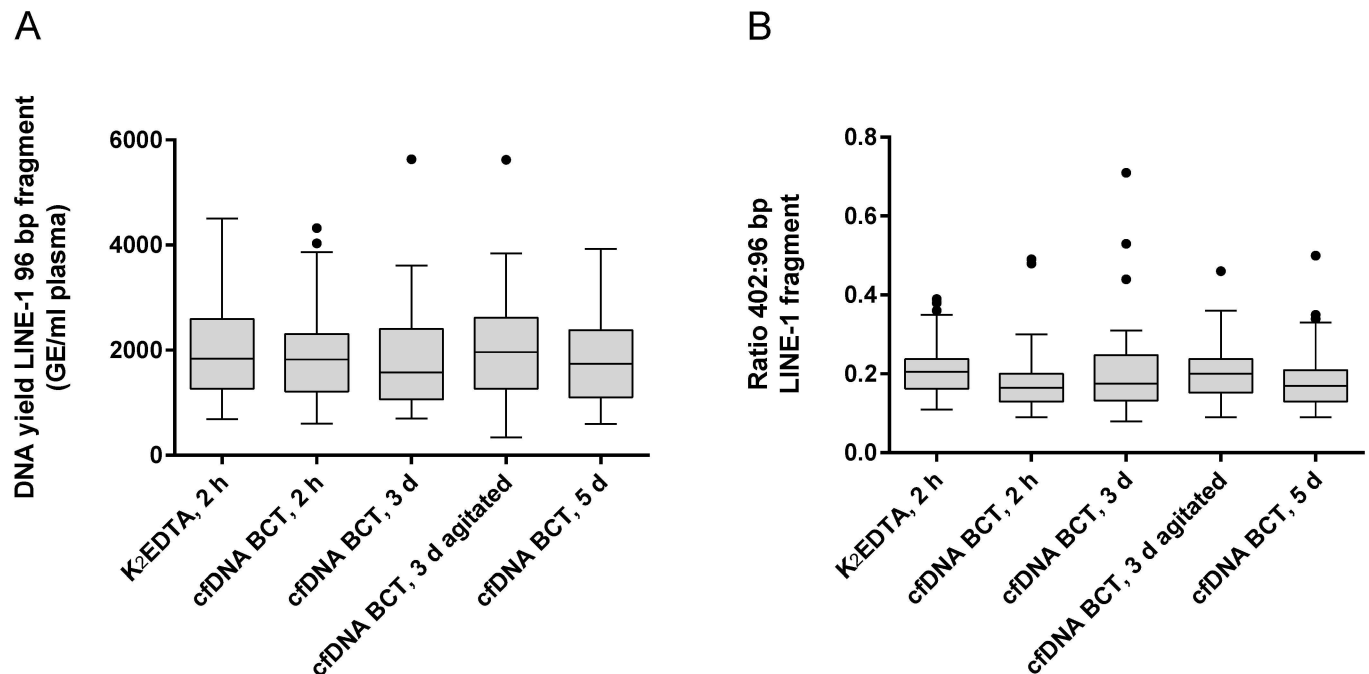 A
DNA yield LINE-1 96 bp fragment
(GE/ml plasma)
6000
4000
2000
0
K₂EDTA, 2 h
cfDNA BCT, 2 h
cfDNA BCT, 3 d
cfDNA BCT, 3 d agitated
cfDNA BCT, 5 d
B
Ratio 402:96 bp
LINE-1 fragment
0.8
0.6
0.4
0.2
0.0
K₂EDTA, 2 h
cfDNA BCT, 2 h
cfDNA BCT, 3 d
cfDNA BCT, 3 d agitated
cfDNA BCT, 5 d